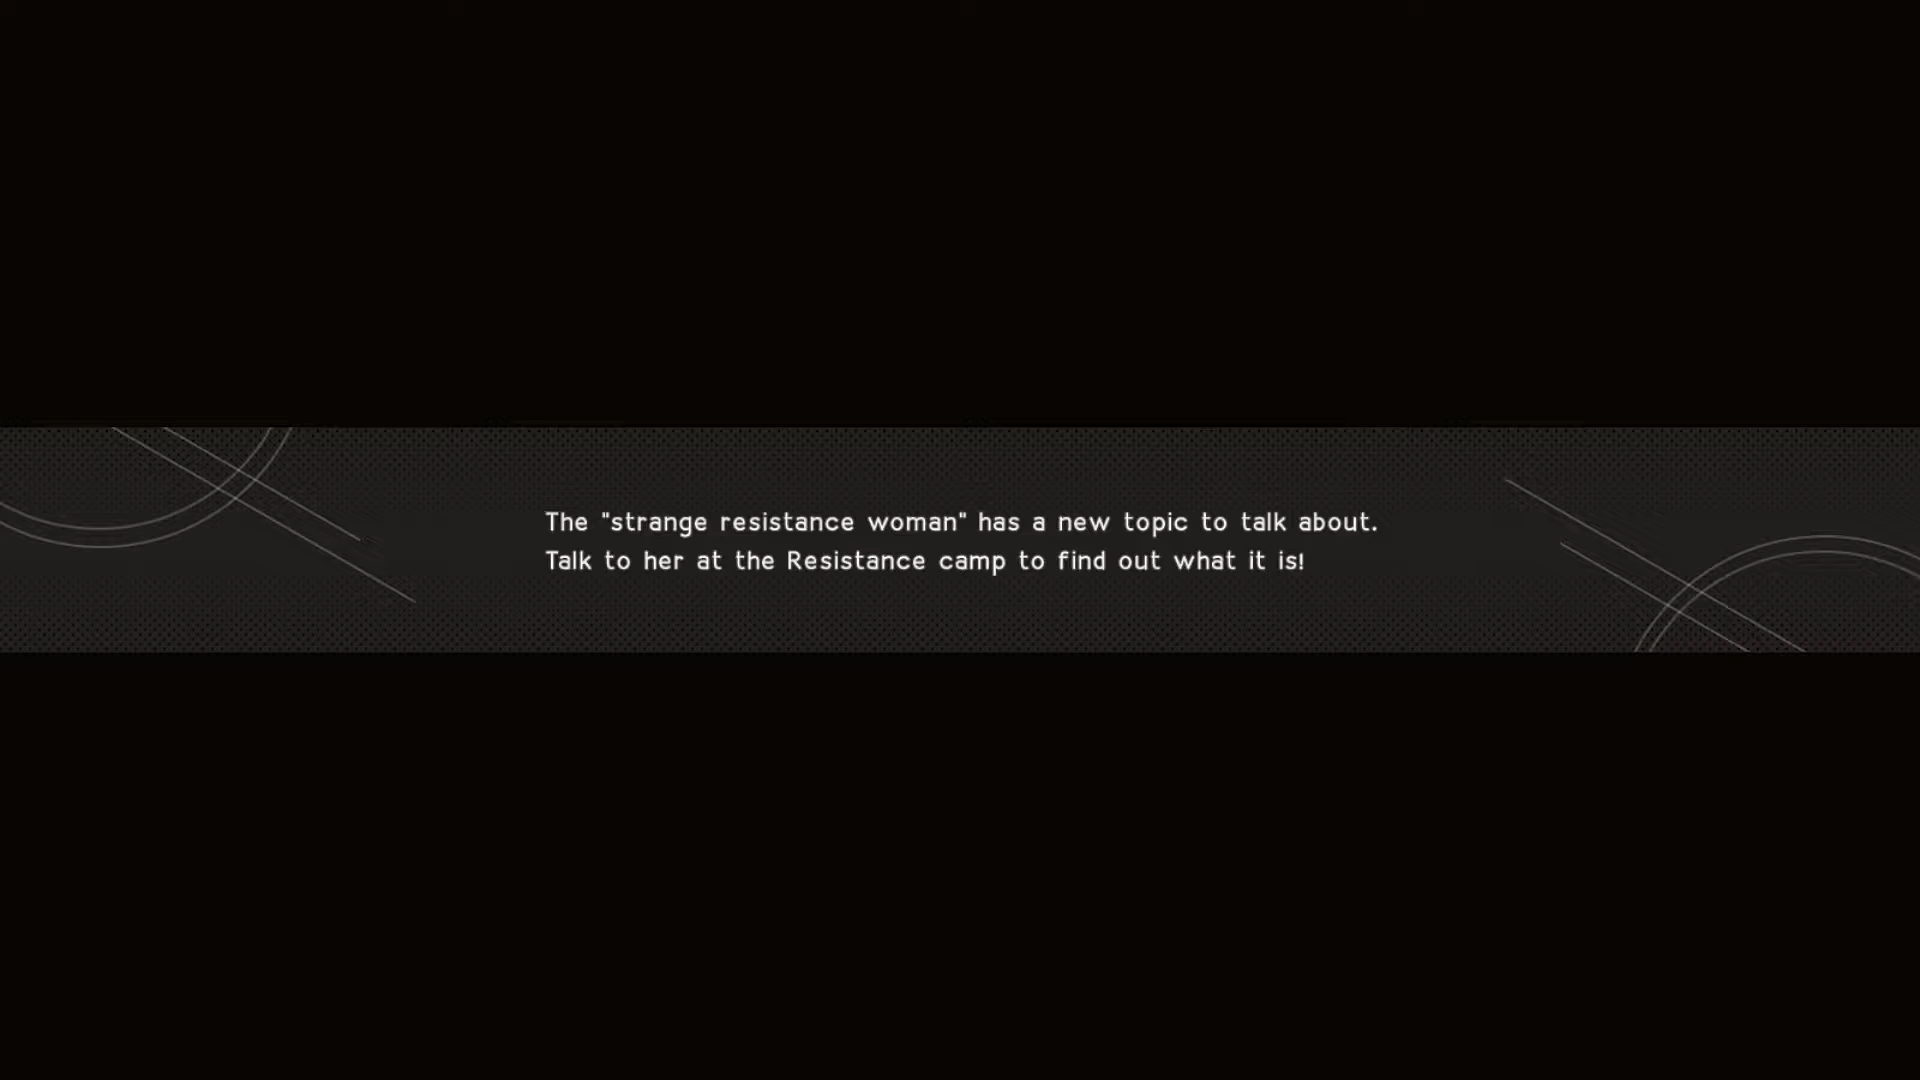 The "strange resistance woman" has a new topic to talk about.
Talk to her at the Resistance camp to find out what it is!